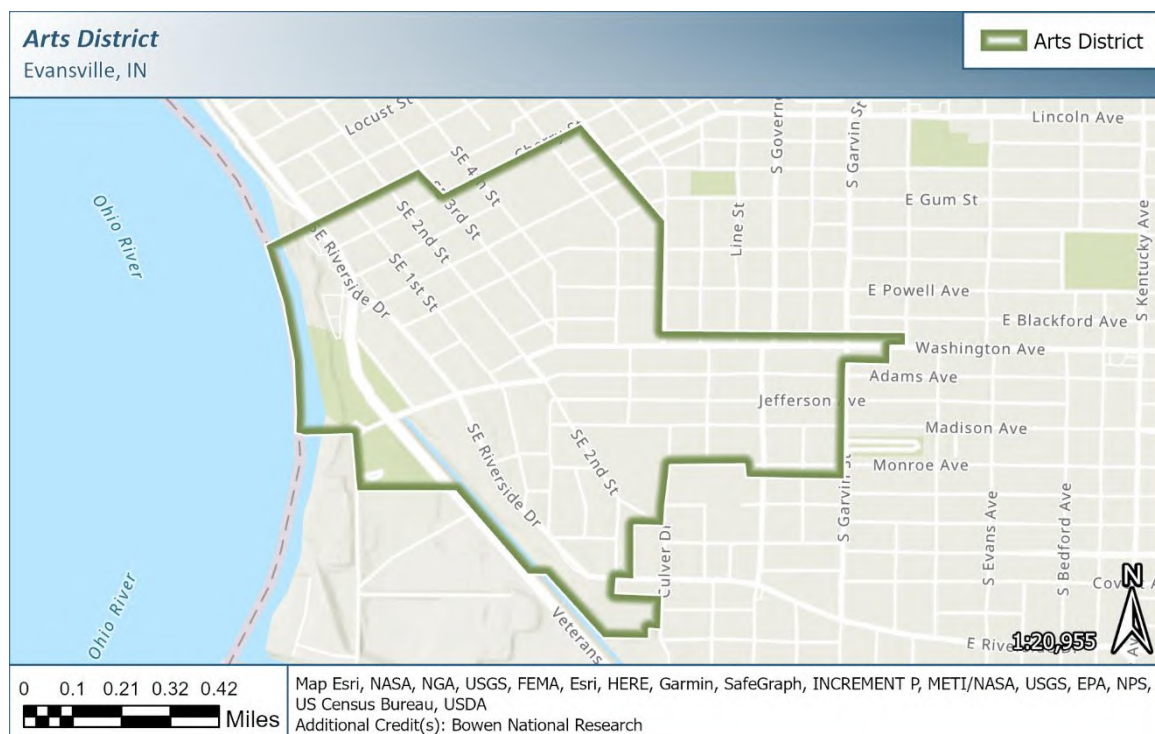 Arts District
Evansville, IN
Arts District
Locust St
S Governo
S Garvin St
Lincoln Ave
SE 4th St
3rd St
SE 2nd St
SE 1st St
SE Riverside Dr
Ohio River
Line St
E Gum St
S Kentucky Ave
E Powell Ave
E Blackford Ave
Washington Ave
Adams Ave
Jefferson Ave
Madison Ave
Monroe Ave
SE Riverside Dr
SE 2nd St
S Garvin St
S Evans Ave
S Bedford Ave
Culver Dr
Ohio River
Veterans
N
1:20,955
0 0.1 0.21 0.32 0.42
Miles
Map Esri, NASA, NGA, USGS, FEMA, Esri, HERE, Garmin, SafeGraph, INCREMENT P, METI/NASA, USGS, EPA, NPS,
US Census Bureau, USDA
Additional Credit(s): Bowen National Research